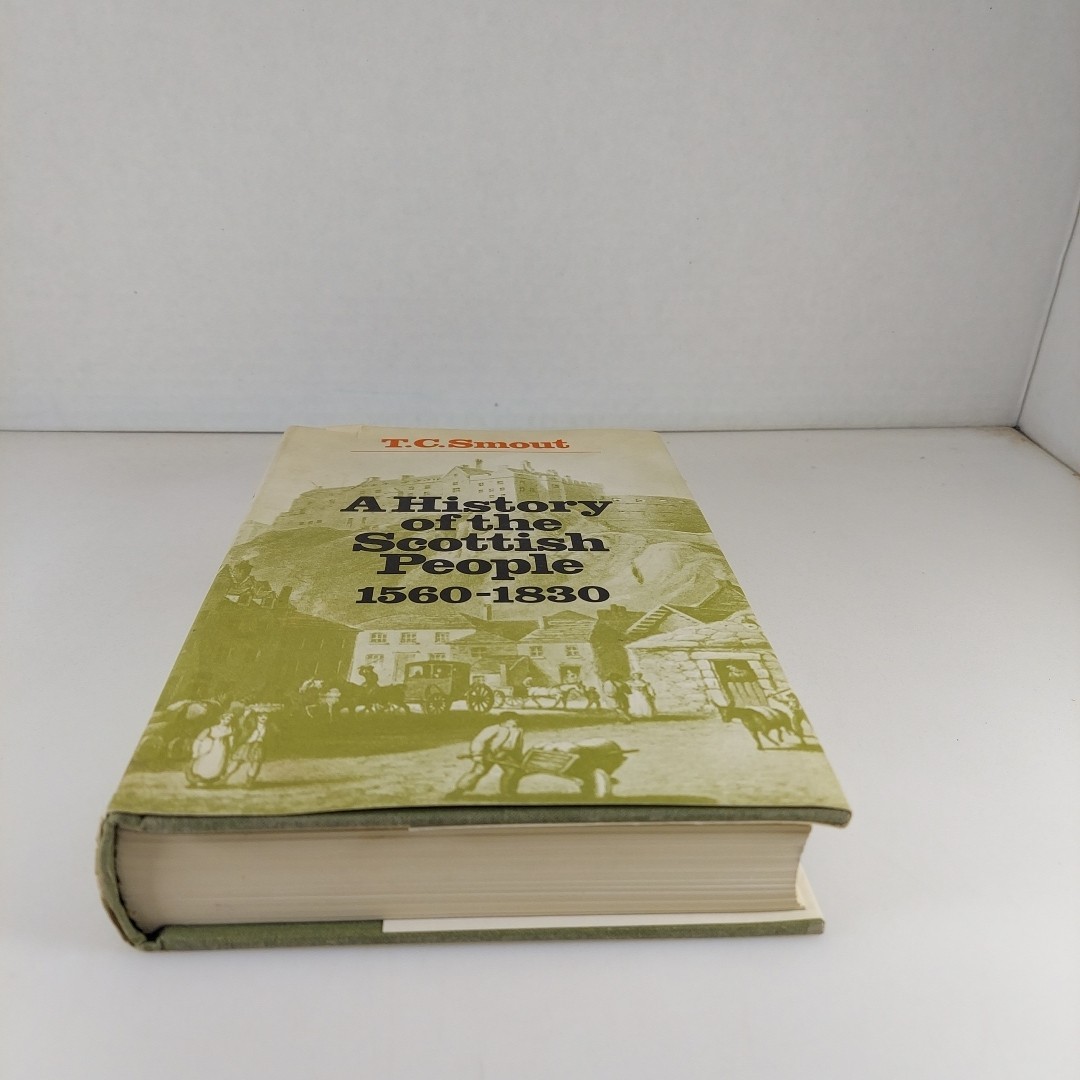 T.C.Smout
A History
of the
Scottish
People
1560-1830